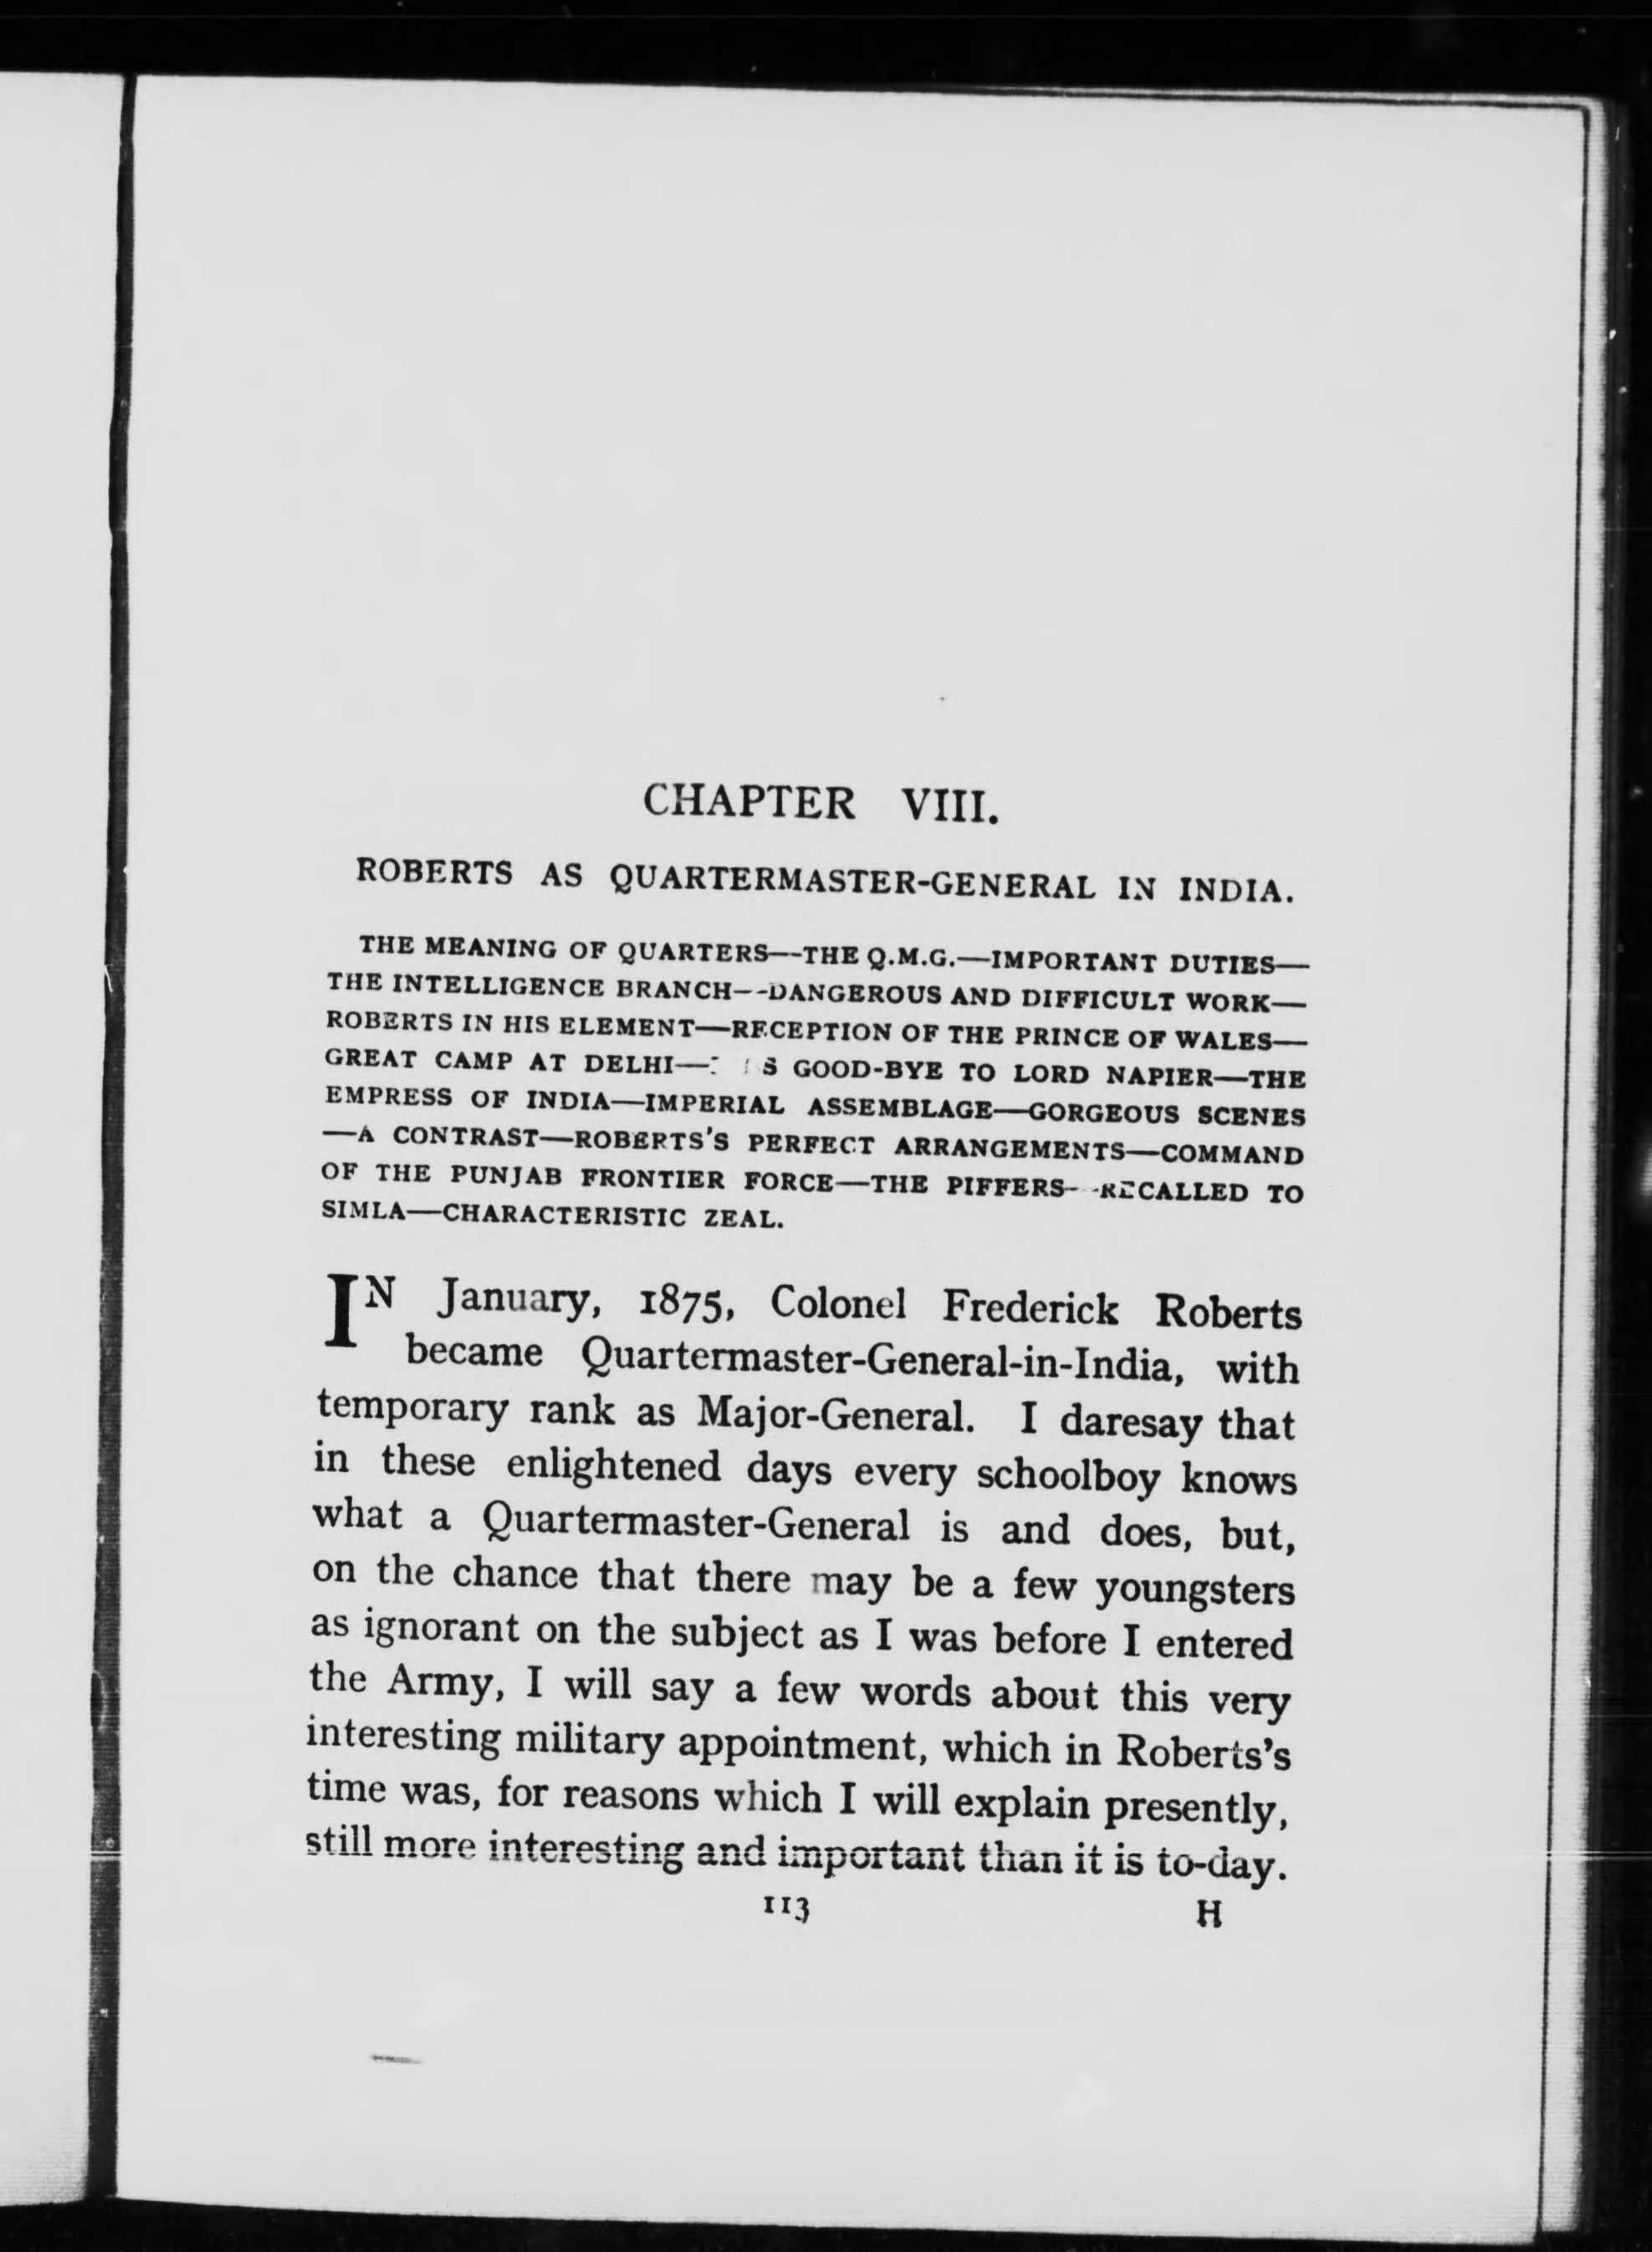 CHAPTER VIII.
ROBERTS AS QUARTERMASTER-GENERAL IN INDIA.
THE MEANING OF QUARTERS—THE Q.M.G.—IMPORTANT DUTIES—
THE INTELLIGENCE BRANCH—DANGEROUS AND DIFFICULT WORK—
ROBERTS IN HIS ELEMENT—RECEPTION OF THE PRINCE OF WALES—
GREAT CAMP AT DELHI— GOOD-BYE TO LORD NAPIER—THE
EMPRESS OF INDIA—IMPERIAL ASSEMBLAGE—GORGEOUS SCENES
—A CONTRAST—ROBERTS'S PERFECT ARRANGEMENTS—COMMAND
OF THE PUNJAB FRONTIER FORCE—THE PIFFERS—RECALLED TO
SIMLA—CHARACTERISTIC ZEAL.
IN January, 1875, Colonel Frederick Roberts
became Quartermaster-General-in-India, with
temporary rank as Major-General. I daresay that
in these enlightened days every schoolboy knows
what a Quartermaster-General is and does, but,
on the chance that there may be a few youngsters
as ignorant on the subject as I was before I entered
the Army, I will say a few words about this very
interesting military appointment, which in Roberts's
time was, for reasons which I will explain presently,
still more interesting and important than it is to-day.
113 H